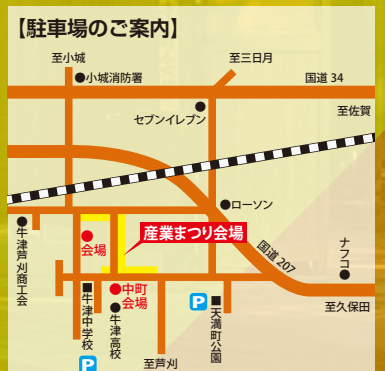 【駐車場のご案内】
至小城
至三日月
●小城消防署
国道 34
セブンイレブン
至佐賀
●ローソン
産業まつり会場
牛津芦刈商工会
会場
国道 207
ナフコ
中町
会場
牛津中学校
牛津高校
P
天満町公園
至久保田
至芦刈
P